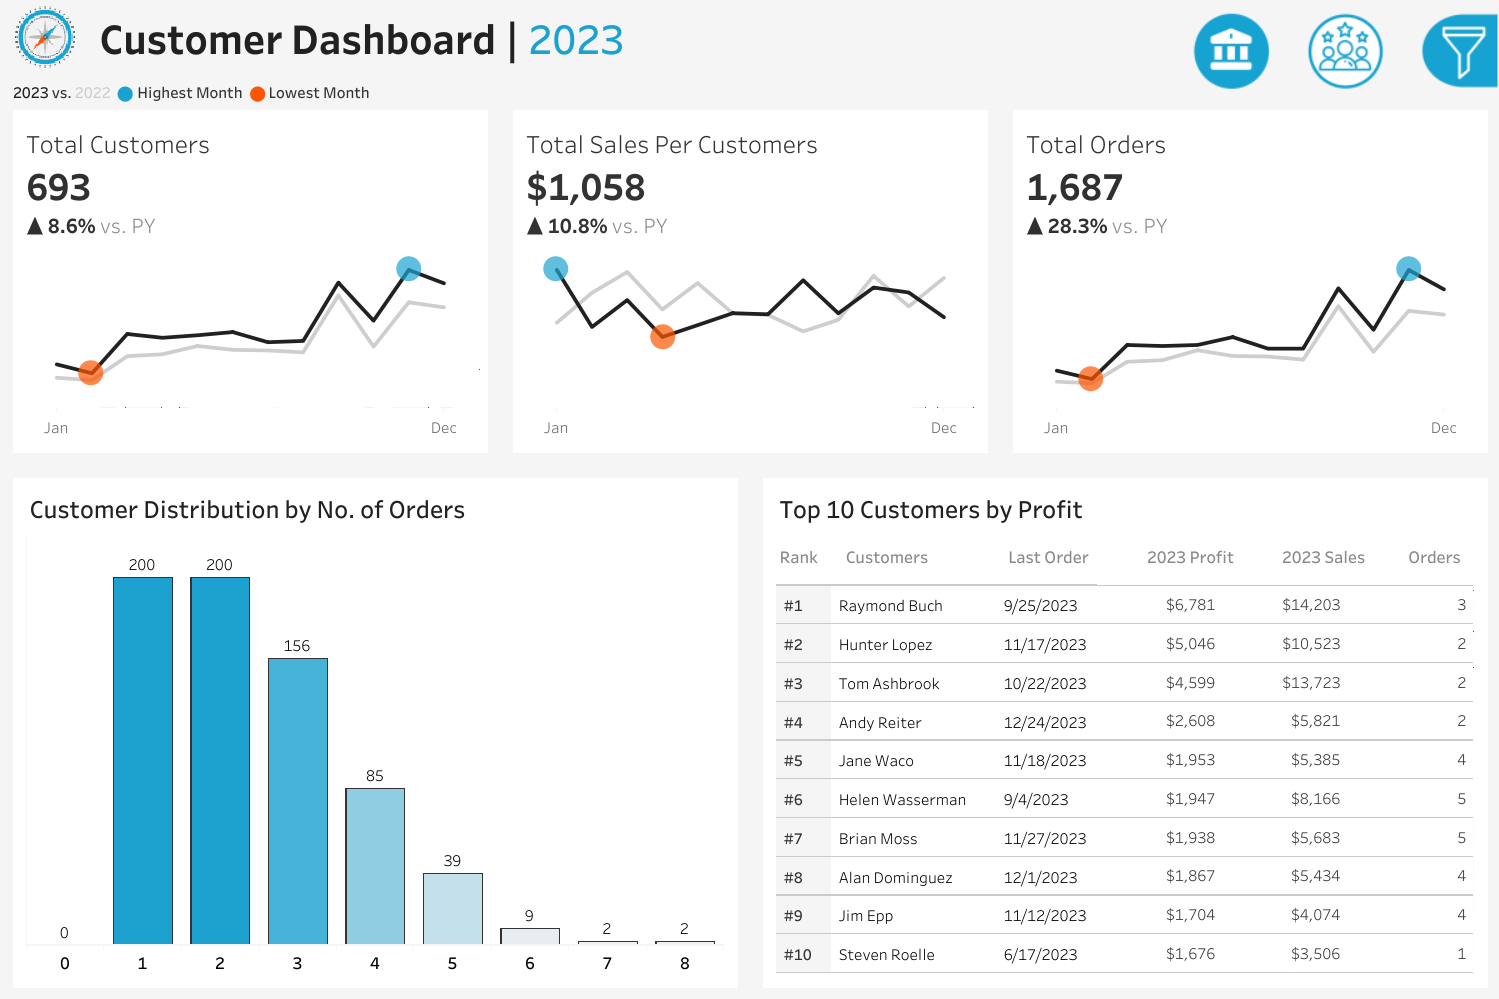 Customer Dashboard | 2023
2023 vs. 2022 Highest Month Lowest Month
Total Customers
693
▲ 8.6% vs. PY
Jan Dec
Total Sales Per Customers
$1,058
▲ 10.8% vs. PY
Jan Dec
Total Orders
1,687
▲ 28.3% vs. PY
Jan Dec
Customer Distribution by No. of Orders
0 200 200 156 85 39 9 2 2
0 1 2 3 4 5 6 7 8
Top 10 Customers by Profit
Rank Customers Last Order 2023 Profit 2023 Sales Orders
#1 Raymond Buch 9/25/2023 $6,781 $14,203 3
#2 Hunter Lopez 11/17/2023 $5,046 $10,523 2
#3 Tom Ashbrook 10/22/2023 $4,599 $13,723 2
#4 Andy Reiter 12/24/2023 $2,608 $5,821 2
#5 Jane Waco 11/18/2023 $1,953 $5,385 4
#6 Helen Wasserman 9/4/2023 $1,947 $8,166 5
#7 Brian Moss 11/27/2023 $1,938 $5,683 5
#8 Alan Dominguez 12/1/2023 $1,867 $5,434 4
#9 Jim Epp 11/12/2023 $1,704 $4,074 4
#10 Steven Roelle 6/17/2023 $1,676 $3,506 1